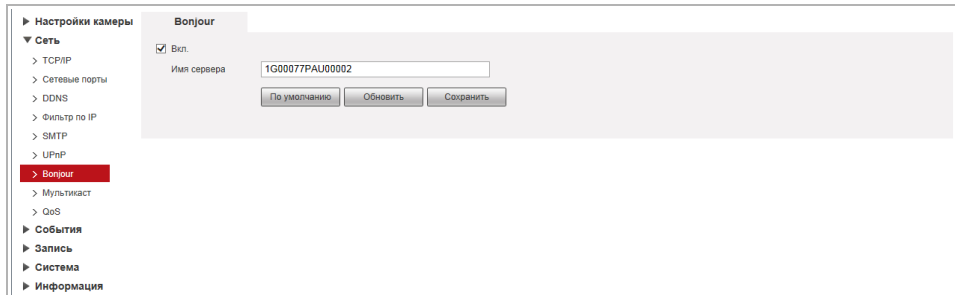 Настройки камеры
Bonjour
Сеть
Вкл.
TCP/IP
Имя сервера
1G00077PAU00002
Сетевые порты
DDNS
По умолчанию
Обновить
Сохранить
Фильтр по IP
SMTP
UPnP
Bonjour
Мультикаст
QoS
События
Запись
Система
Информация